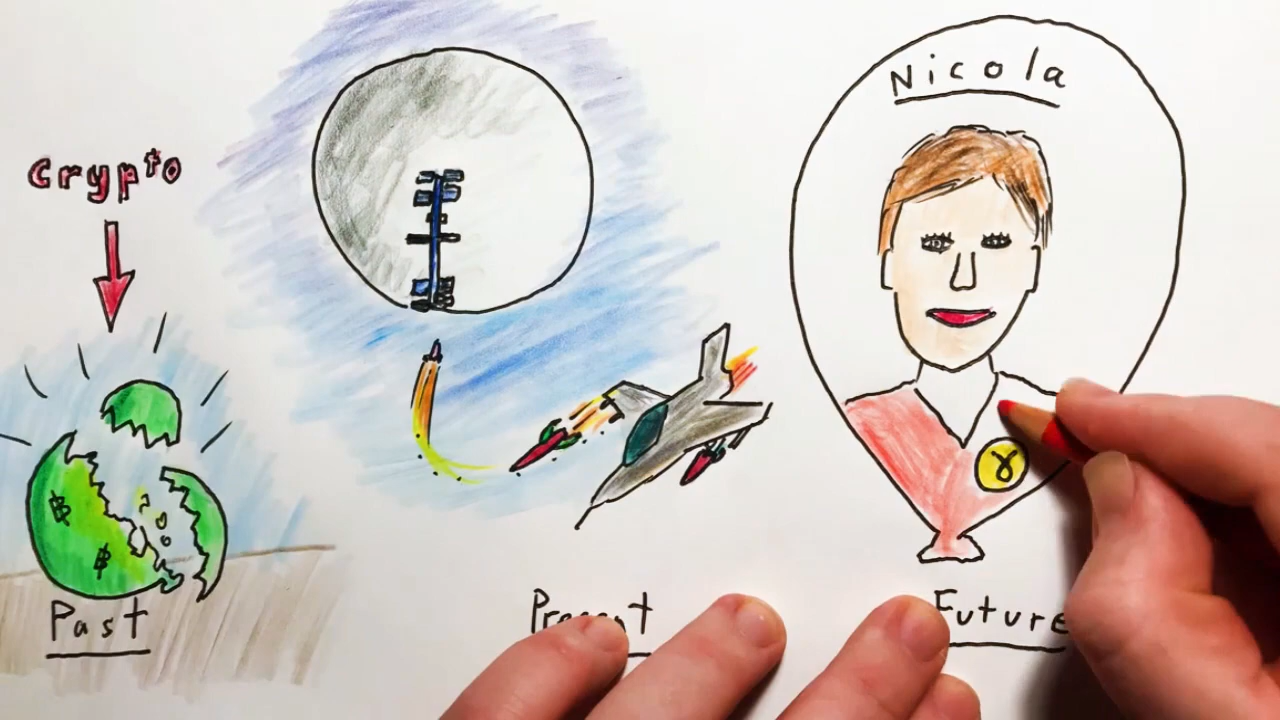 Nicola
Crypto
ɣ
฿
฿
Past
Present
Future